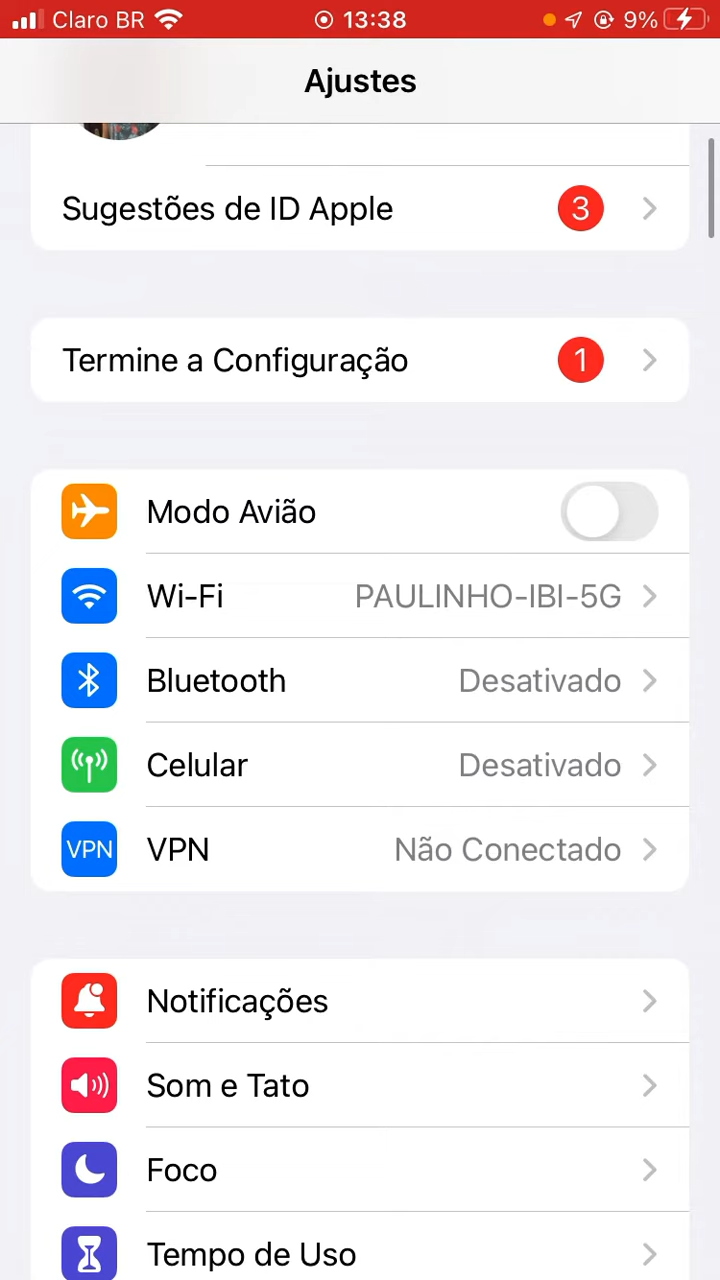 Claro BR 13:38 9%
Ajustes
Sugestões de ID Apple 3
Termine a Configuração 1
Modo Avião
Wi-Fi PAULINHO-IBI-5G
Bluetooth Desativado
Celular Desativado
VPN VPN Não Conectado
Notificações
Som e Tato
Foco
Tempo de Uso